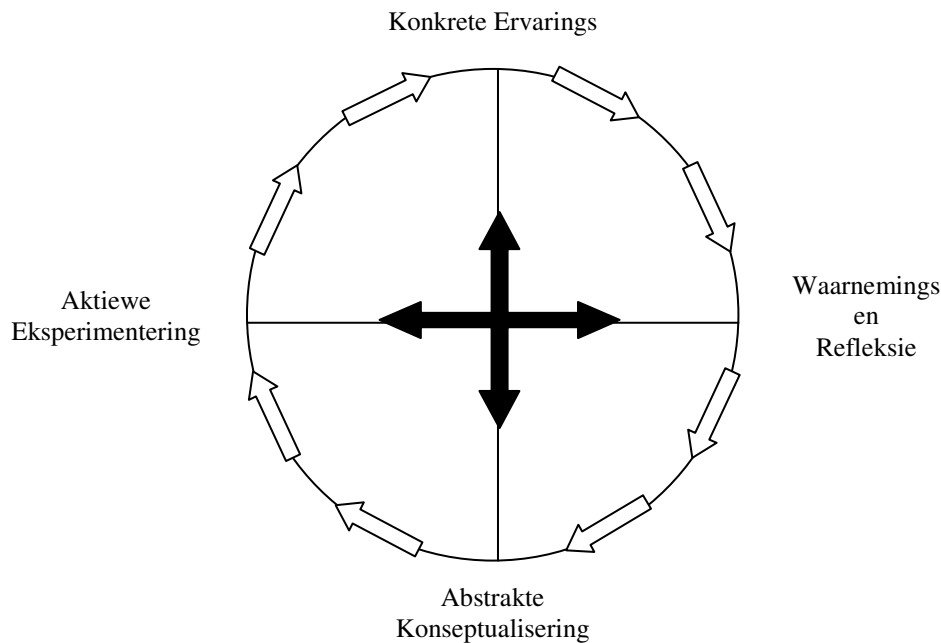 Konkrete Ervarings
Aktiewe
Eksperimentering
Waarnemings
en
Refleksie
Abstrakte
Konseptualisering